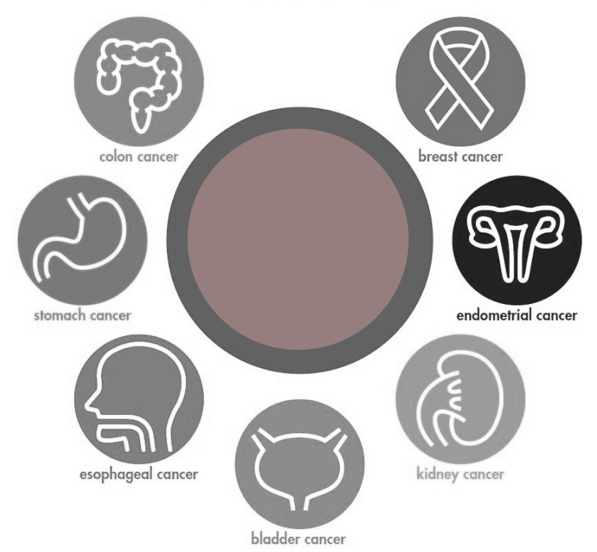 colon cancer
breast cancer
stomach cancer
endometrial cancer
esophageal cancer
kidney cancer
bladder cancer